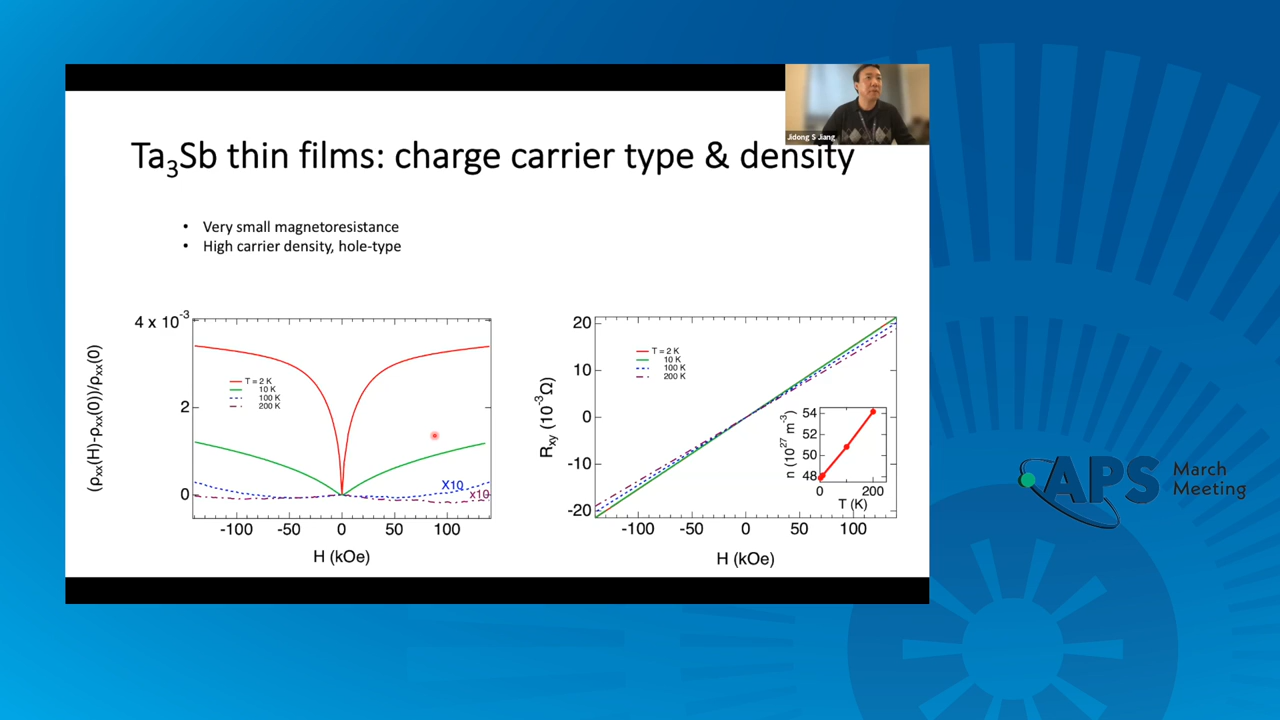 Jidong S Jiang
Ta3Sb thin films: charge carrier type & density
• Very small magnetoresistance
• High carrier density, hole-type
4 x 10-3
2
0
(ρxx(H)-ρxx(0))/ρxx(0)
T = 2 K
10 K
100 K
200 K
X10
x10
-100 -50 0 50 100
H (kOe)
20
10
0
-10
-20
Rxy (10-3Ω)
T = 2 K
10 K
100 K
200 K
54
52
50
48
n (1027 m-3)
0 200
T (K)
-100 -50 0 50 100
H (kOe)
APS March
Meeting